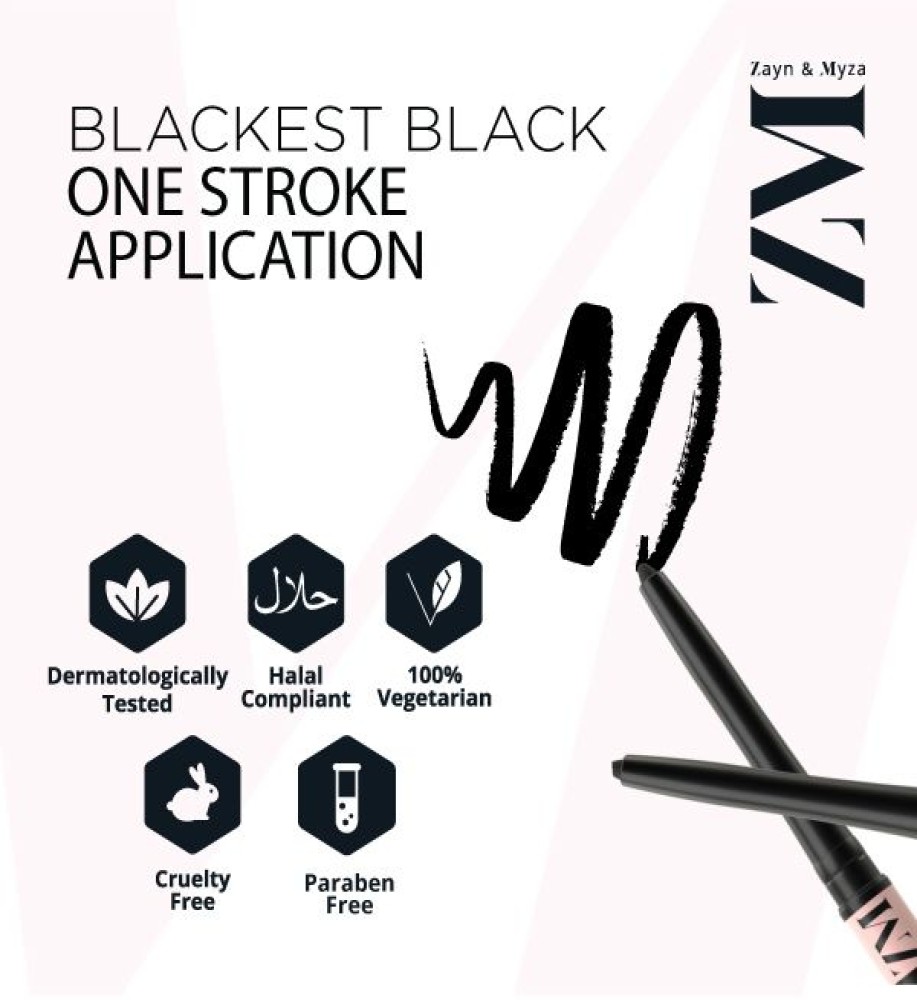 Zayn & Myza
ZM
BLACKEST BLACK
ONE STROKE
APPLICATION
حلال
Dermatologically
Tested
Halal
Compliant
100%
Vegetarian
Cruelty
Free
Paraben
Free
ZM